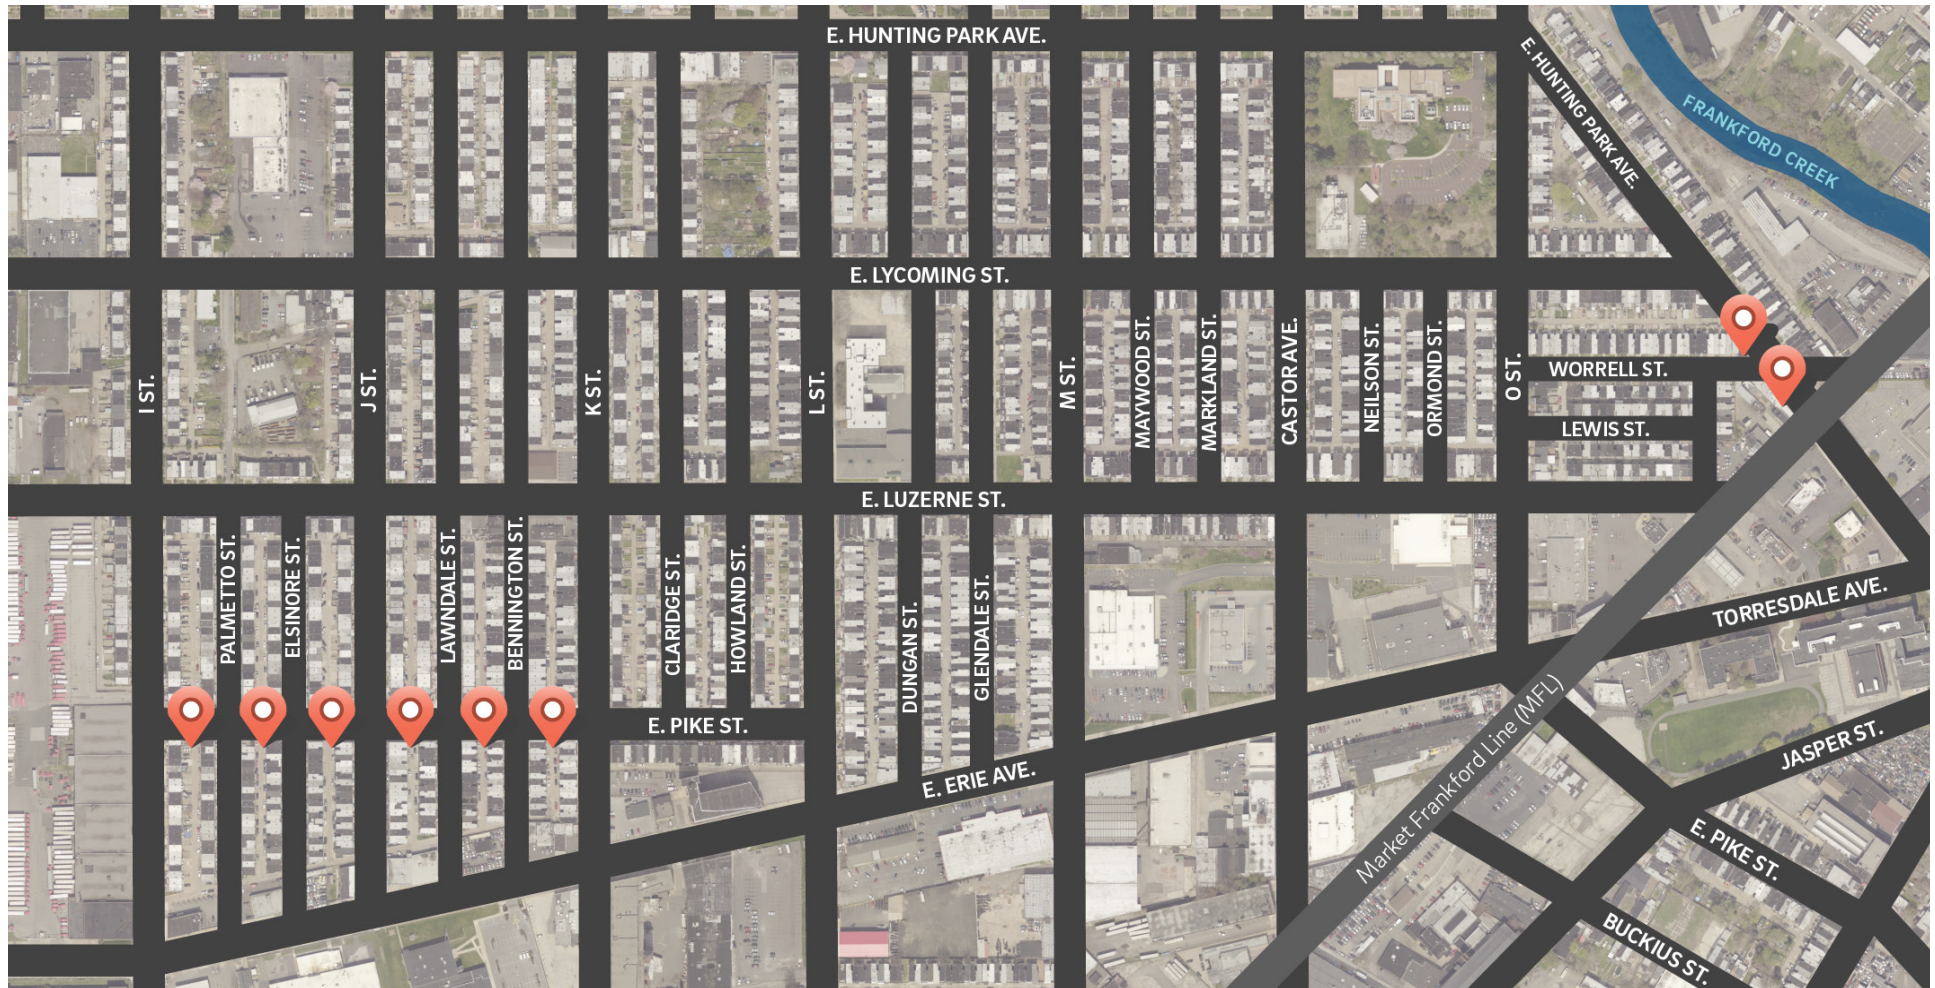 E. HUNTING PARK AVE.
E. HUNTING PARK AVE.
FRANKFORD CREEK
E. LYCOMING ST.
I ST.
J ST.
K ST.
L ST.
M ST.
MAYWOOD ST.
MARKLAND ST.
CASTOR AVE.
NEILSON ST.
ORMOND ST.
O ST.
WORRELL ST.
LEWIS ST.
E. LUZERNE ST.
PALMETTO ST.
ELSINORE ST.
LAWNDALE ST.
BENNINGTON ST.
CLARIDGE ST.
HOWLAND ST.
DUNGAN ST.
GLENDALE ST.
TORRESDALE AVE.
E. PIKE ST.
E. ERIE AVE.
Market Frankford Line (MFL)
JASPER ST.
E. PIKE ST.
BUCKIUS ST.